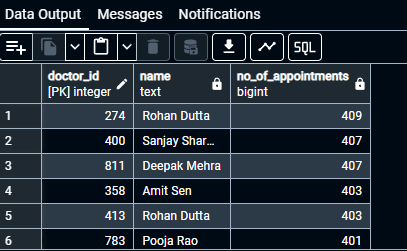 Data Output Messages Notifications
SQL
doctor_id name no_of_appointments
[PK] integer text bigint
1 274 Rohan Dutta 409
2 400 Sanjay Shar... 407
3 811 Deepak Mehra 407
4 358 Amit Sen 403
5 413 Rohan Dutta 403
6 783 Pooja Rao 401